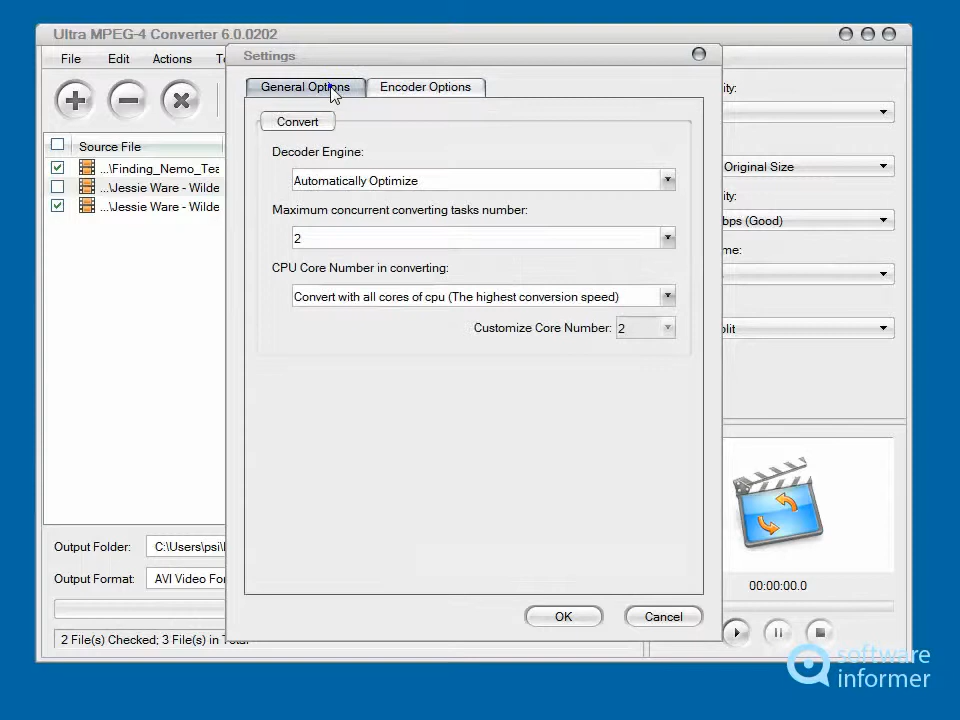 Ultra MPEG-4 Converter 6.0.0202
File Edit Actions
Settings
General Options Encoder Options
Convert
Source File
Decoder Engine:
...\Finding_Nemo_Tea
Automatically Optimize
Original Size
...\Jessie Ware - Wilde
...\Jessie Ware - Wilde
Maximum concurrent converting tasks number:
bps (Good)
2
CPU Core Number in converting:
Convert with all cores of cpu (The highest conversion speed)
Customize Core Number: 2
Output Folder: C:\Users\psi\
Output Format: AVI Video For
00:00:00.0
OK Cancel
2 File(s) Checked; 3 File(s) in Total
software
informer